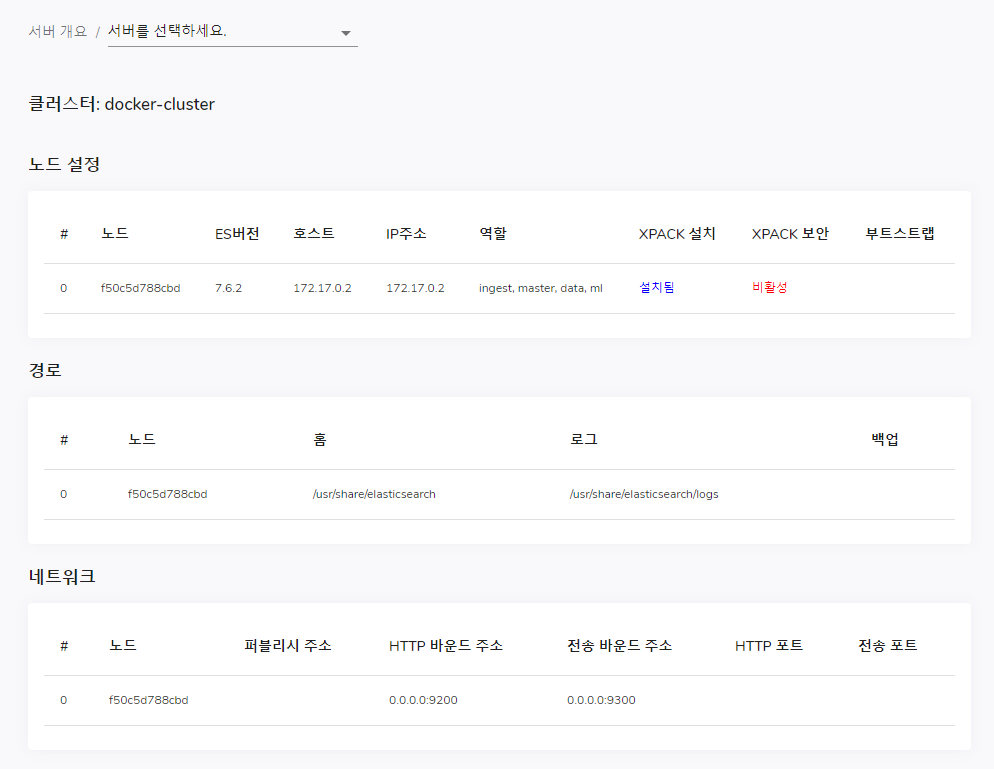 서버 개요 / 서버를 선택하세요.
클러스터: docker-cluster
노드 설정
# 노드 ES버전 호스트 IP주소 역할 XPACK 설치 XPACK 보안 부트스트랩
0 f50c5d788cbd 7.6.2 172.17.0.2 172.17.0.2 ingest, master, data, ml 설치됨 비활성
경로
# 노드 홈 로그 백업
0 f50c5d788cbd /usr/share/elasticsearch /usr/share/elasticsearch/logs
네트워크
# 노드 퍼블리시 주소 HTTP 바운드 주소 전송 바운드 주소 HTTP 포트 전송 포트
0 f50c5d788cbd 0.0.0.0:9200 0.0.0.0:9300